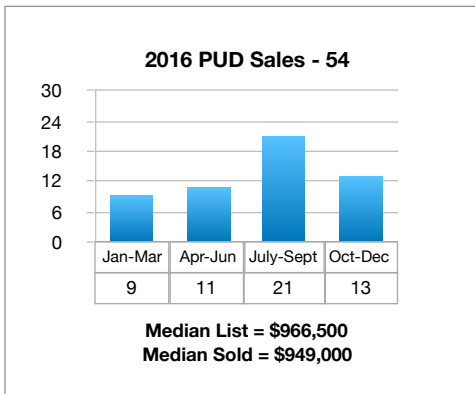 2016 PUD Sales - 54
30
24
18
12
6
0
Jan-Mar Apr-Jun July-Sept Oct-Dec
9 11 21 13
Median List = $966,500
Median Sold = $949,000